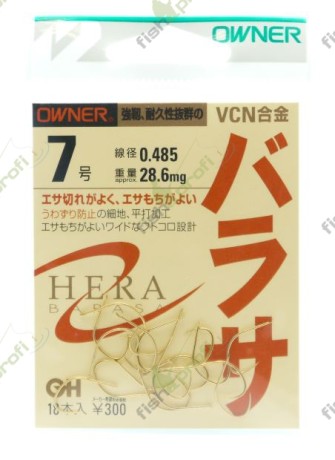 OWNER
OWNER 強靭、耐久性抜群の
VCN合金
バラサ
7号
線径 0.485
重量 approx. 28.6mg
エサ切れがよく、エサもちがよい
うわずり防止の細地、平打加工
エサもちがよいワイドなフトコロ設計
HERA
BARASA
GH
18本入 ¥300
fishprofi